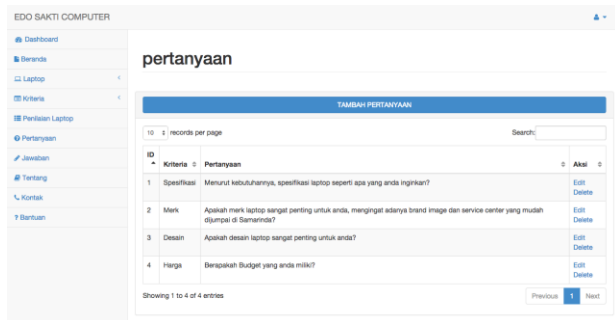 EDO SAKTI COMPUTER
Dashboard
Beranda
Laptop
Kriteria
Penilaian Laptop
Pertanyaan
Jawaban
Tentang
Kontak
? Bantuan
pertanyaan
TAMBAH PERTANYAAN
10 records per page
Search:
ID Kriteria Pertanyaan Aksi
1 Spesifikasi Menurut kebutuhannya, spesifikasi laptop seperti apa yang anda inginkan? Edit
Delete
2 Merk Apakah merk laptop sangat penting untuk anda, mengingat adanya brand image dan service center yang mudah Edit
dijumpai di Samarinda? Delete
3 Desain Apakah desain laptop sangat penting untuk anda? Edit
Delete
4 Harga Berapakah Budget yang anda miliki? Edit
Delete
Showing 1 to 4 of 4 entries
Previous 1 Next